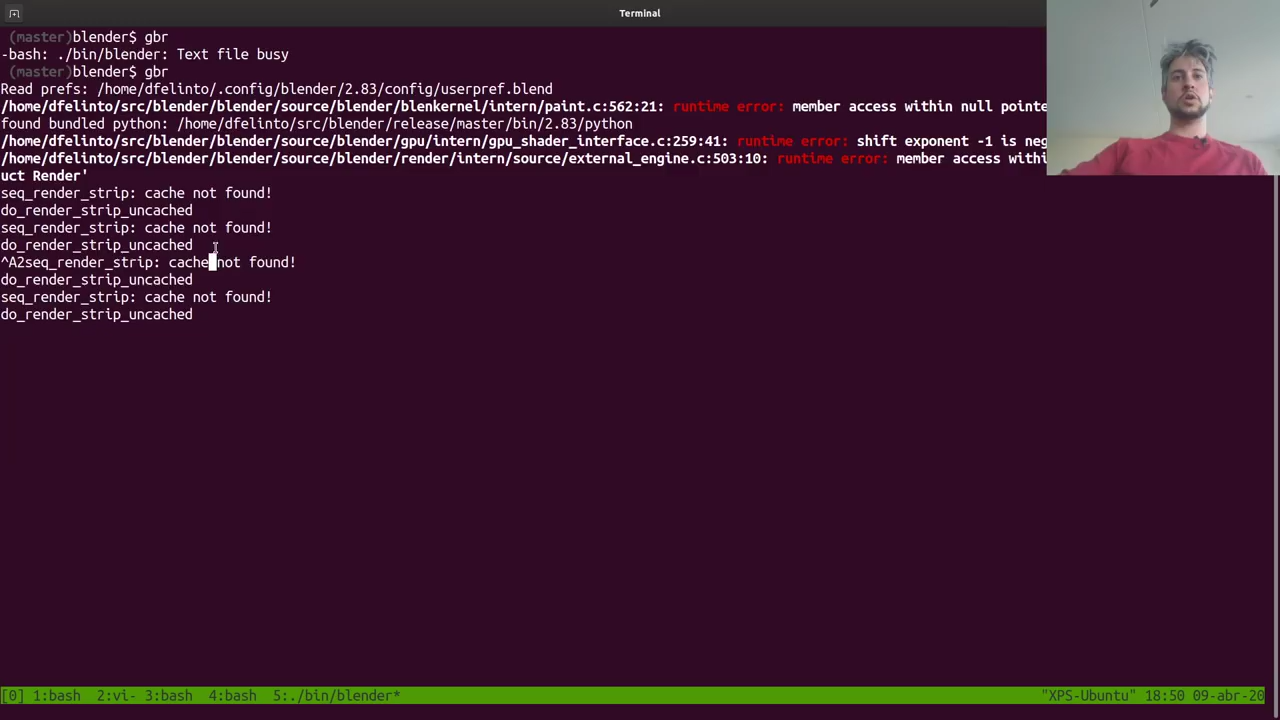 Terminal
(master)blender$ gbr
-bash: ./bin/blender: Text file busy
(master)blender$ gbr
Read prefs: /home/dfelinto/.config/blender/2.83/config/userpref.blend
/home/dfelinto/src/blender/blender/source/blender/blenkernel/intern/paint.c:562:21: runtime error: member access within null pointe
found bundled python: /home/dfelinto/src/blender/release/master/bin/2.83/python
/home/dfelinto/src/blender/blender/source/blender/gpu/intern/gpu_shader_interface.c:259:41: runtime error: shift exponent -1 is neg
/home/dfelinto/src/blender/blender/source/blender/render/intern/source/external_engine.c:503:10: runtime error: member access withi
uct Render'
seq_render_strip: cache not found!
do_render_strip_uncached
seq_render_strip: cache not found!
do_render_strip_uncached
^A2seq_render_strip: cache not found!
do_render_strip_uncached
seq_render_strip: cache not found!
do_render_strip_uncached
[0] 1:bash 2:vi- 3:bash 4:bash 5:./bin/blender* "XPS-Ubuntu" 18:50 09-abr-20